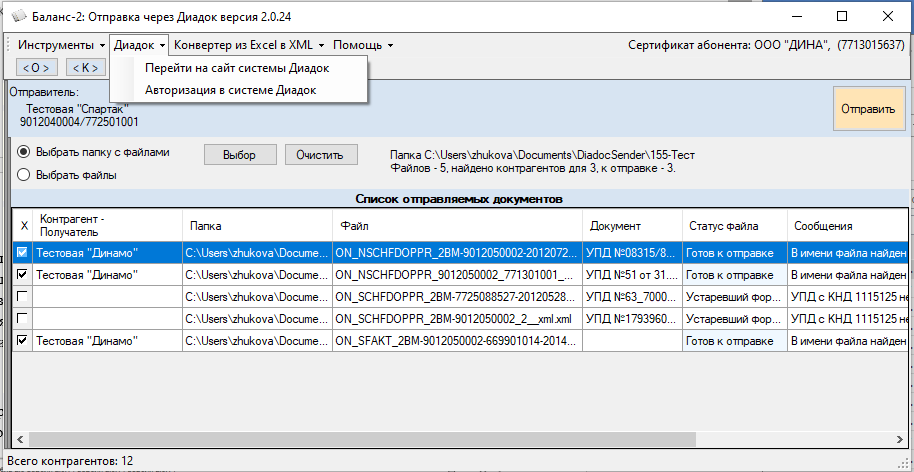 Баланс-2: Отправка через Диадок версия 2.0.24
Инструменты Диадок Конвертер из Excel в XML Помощь Сертификат абонента: ООО "ДИНА", (7713015637)
< О > < К >
Перейти на сайт системы Диадок
Авторизация в системе Диадок
Отправитель:
Тестовая "Спартак"
9012040004/772501001
Отправить
Выбрать папку с файлами
Выбрать файлы
Выбор Очистить
Папка C:\Users\zhukova\Documents\DiadocSender\155-Тест
Файлов - 5, найдено контрагентов для 3, к отправке - 3.
Список отправляемых документов
X Контрагент - Получатель Папка Файл Документ Статус файла Сообщения
Тестовая "Динамо" C:\Users\zhukova\Docume... ON_NSCHFDOPPR_2BM-9012050002-2012072... УПД №08315/8... Готов к отправке В имени файла найден
Тестовая "Динамо" C:\Users\zhukova\Docume... ON_NSCHFDOPPR_9012050002_771301001_... УПД №51 от 31.... Готов к отправке В имени файла найден
C:\Users\zhukova\Docume... ON_SCHFDOPPR_2BM-7725088527-20120528... УПД №63_7000... Устаревший фор... УПД с КНД 1115125 не
C:\Users\zhukova\Docume... ON_SCHFDOPPR_2BM-9012050002_2__xml.xml УПД №1793960... Устаревший фор... УПД с КНД 1115125 не
Тестовая "Динамо" C:\Users\zhukova\Docume... ON_SFAKT_2BM-9012050002-669901014-2014... Готов к отправке В имени файла найден
Всего контрагентов: 12